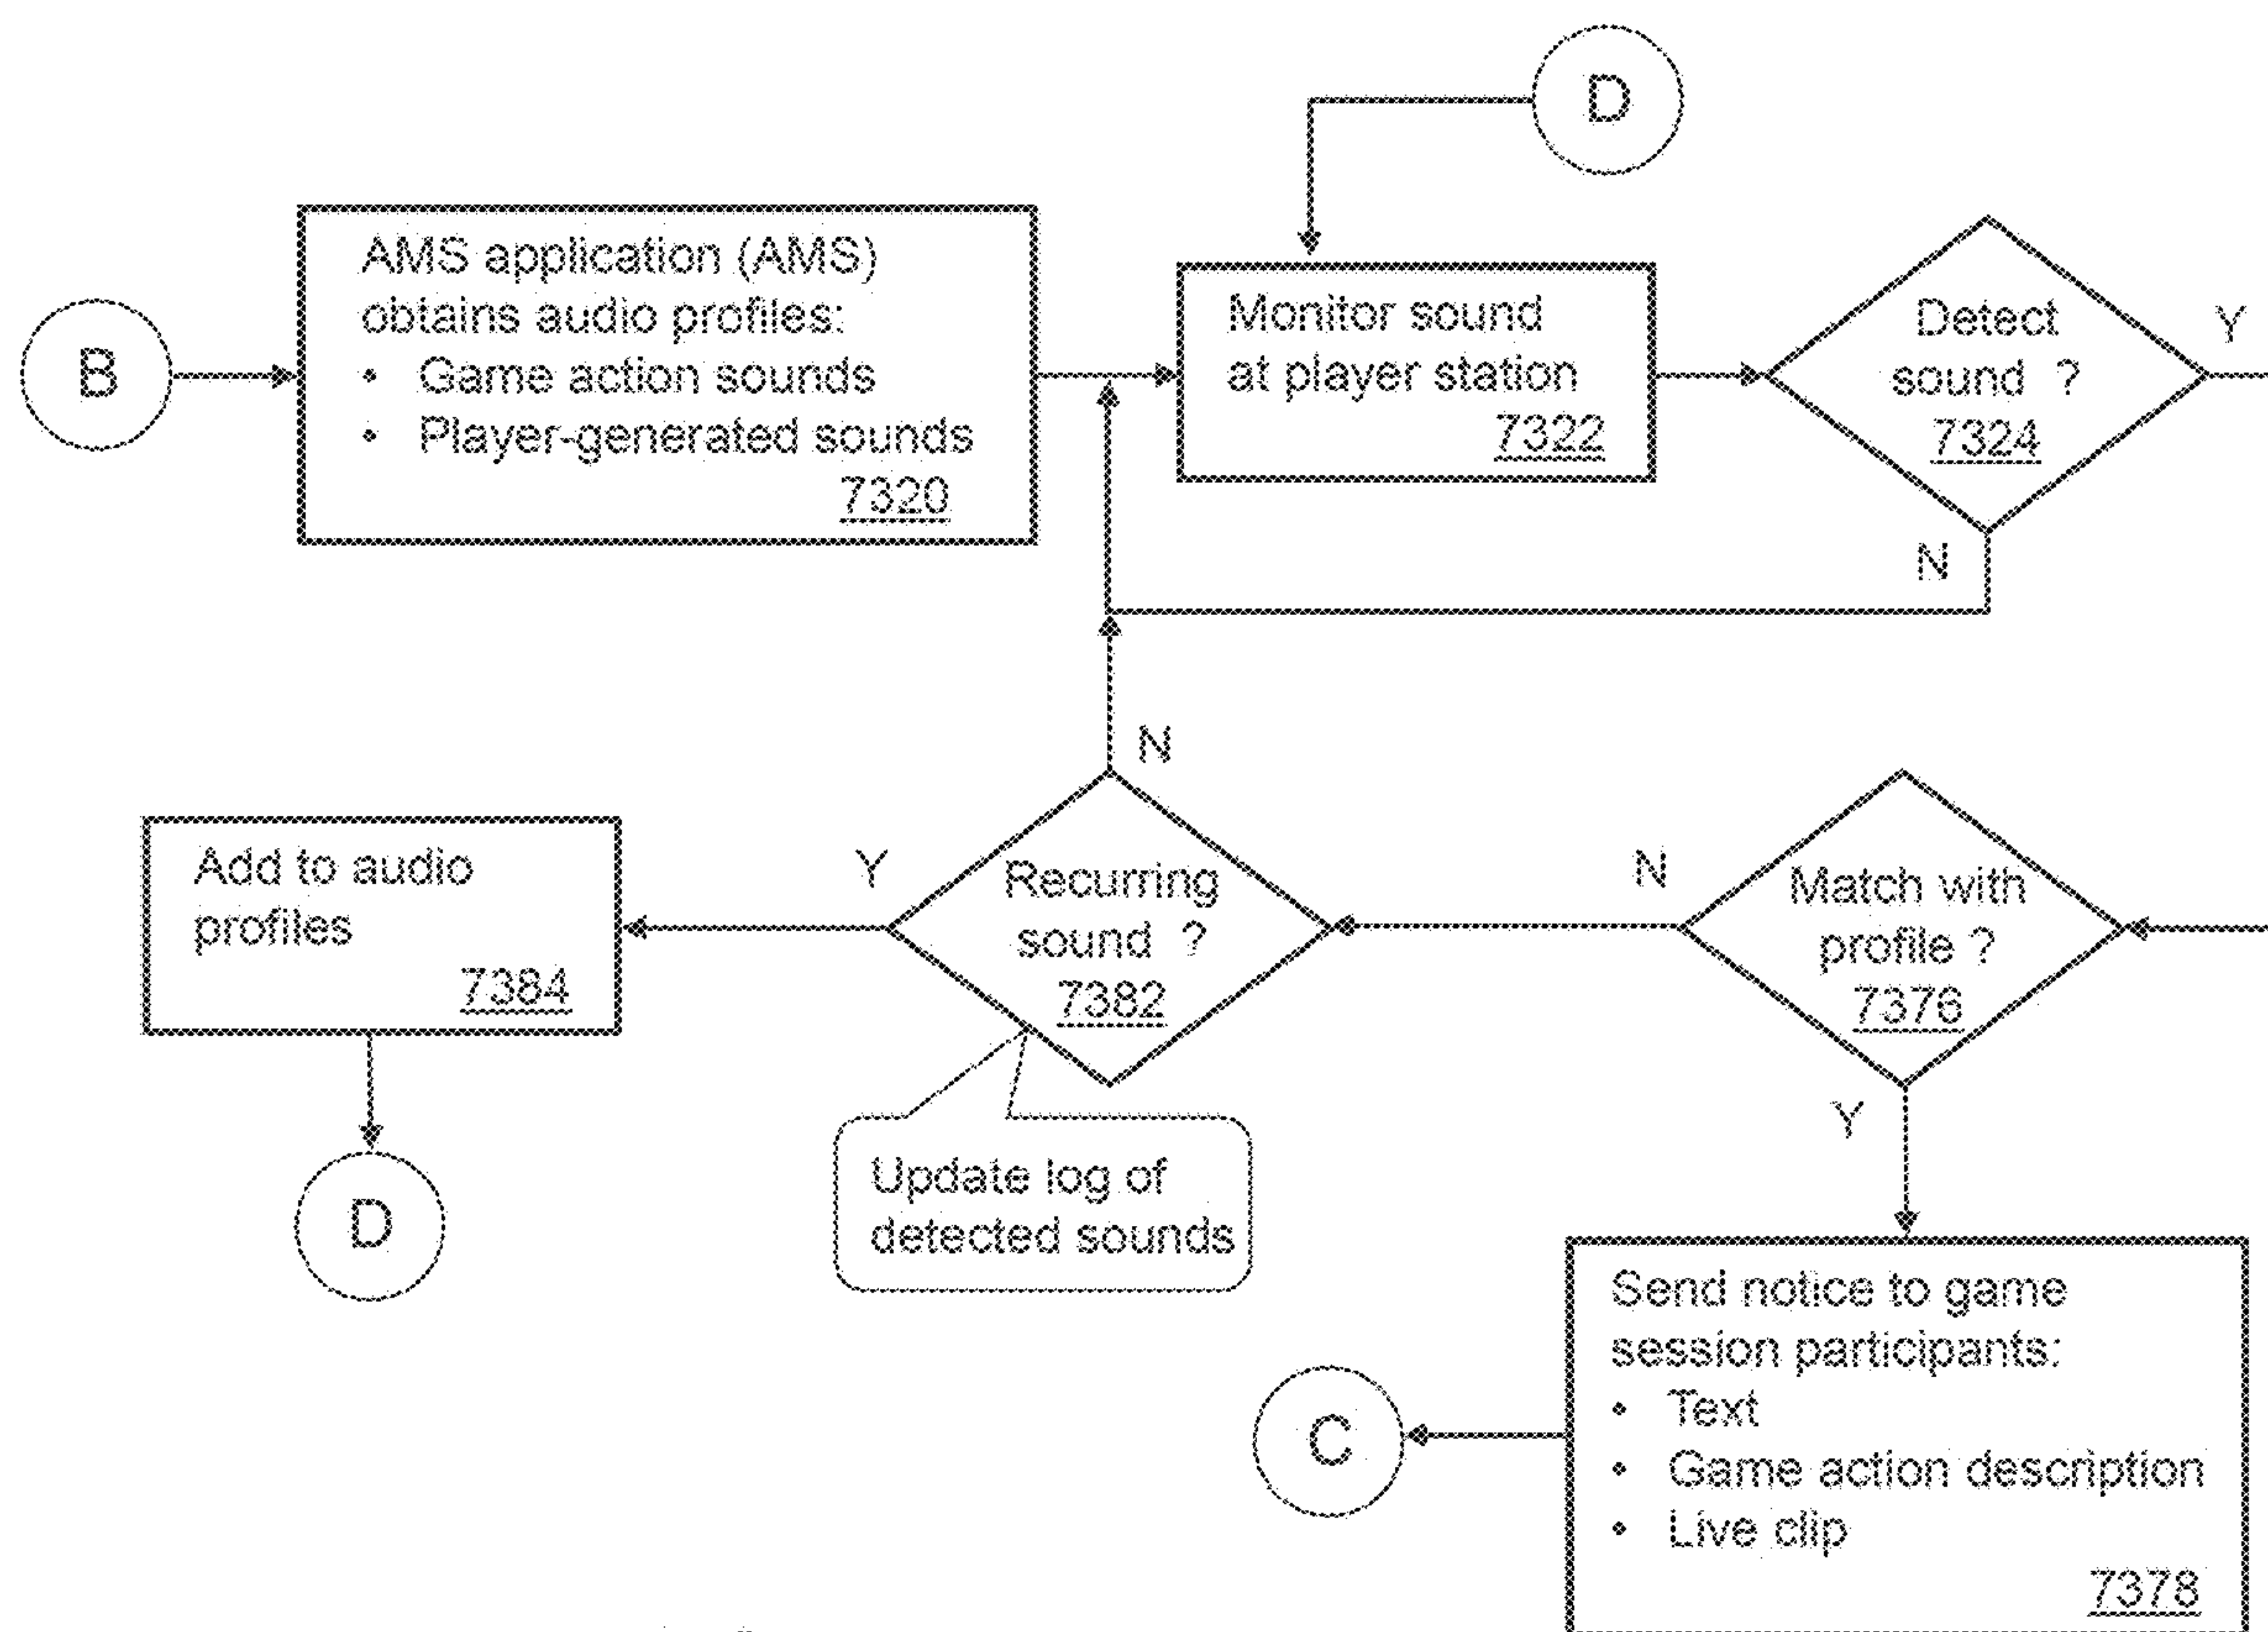 D
B
AMS application (AMS)
obtains audio profiles:
• Game action sounds
• Player-generated sounds
7320
Monitor sound
at player station
7322
Detect
sound ?
7324
Y
N
N
Add to audio
profiles
7384
Y
Recurring
sound ?
7382
N
Match with
profile ?
7376
Y
D
Update log of
detected sounds
C
Send notice to game
session participants:
• Text
• Game action description
• Live clip
7378